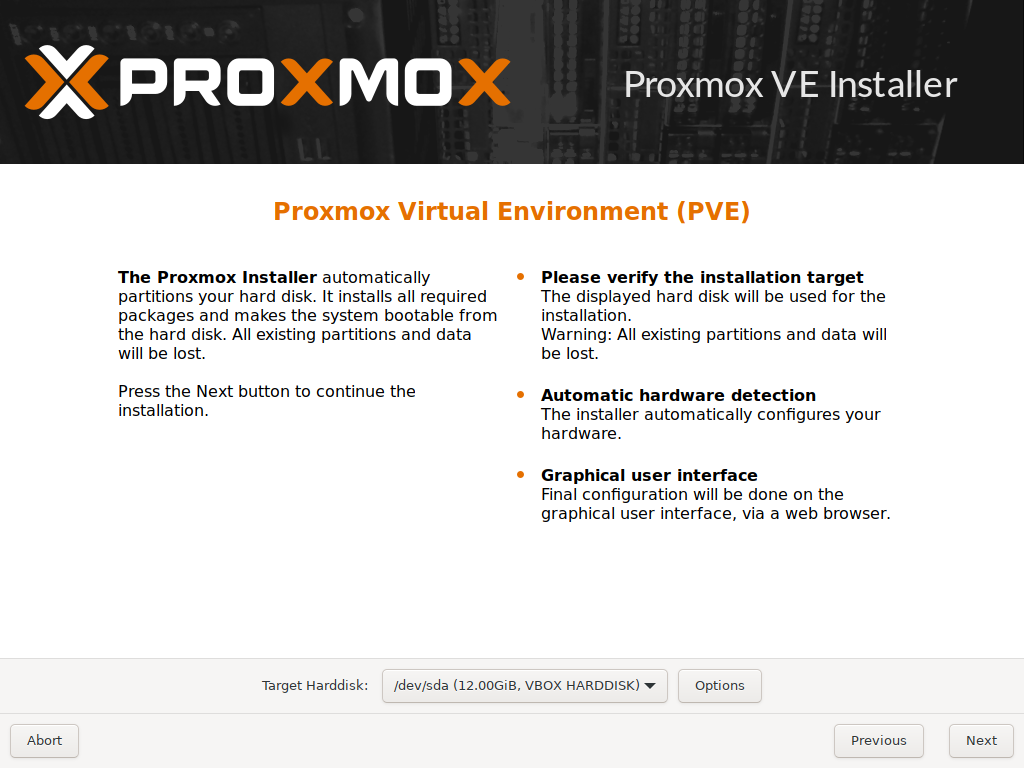 PROXMOX
Proxmox VE Installer
Proxmox Virtual Environment (PVE)
The Proxmox Installer automatically
partitions your hard disk. It installs all required
packages and makes the system bootable from
the hard disk. All existing partitions and data
will be lost.
Press the Next button to continue the
installation.
Please verify the installation target
The displayed hard disk will be used for the
installation.
Warning: All existing partitions and data will
be lost.
Automatic hardware detection
The installer automatically configures your
hardware.
Graphical user interface
Final configuration will be done on the
graphical user interface, via a web browser.
Target Harddisk: /dev/sda (12.00GiB, VBOX HARDDISK) Options
Abort Previous Next